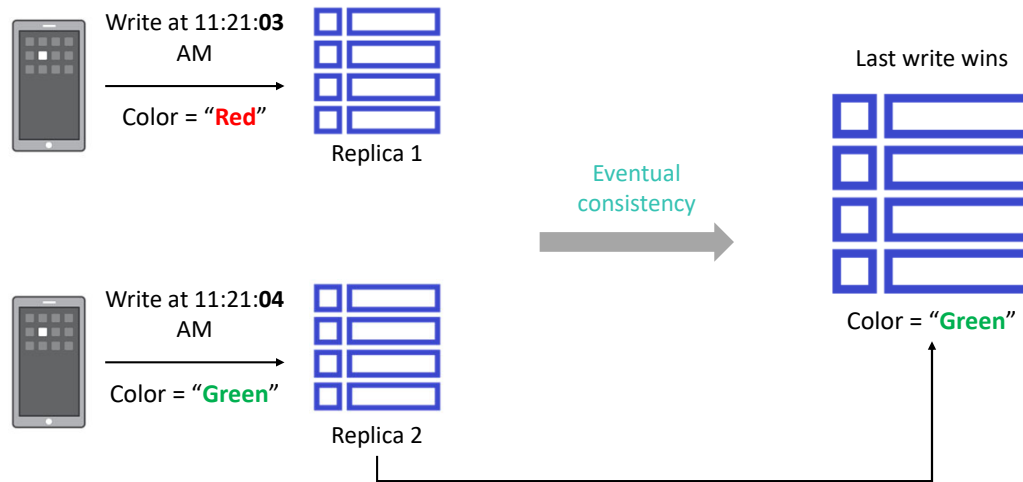 Write at 11:21:03
AM
Color = “Red”
Replica 1
Last write wins
Eventual
consistency
Write at 11:21:04
AM
Color = “Green”
Replica 2
Color = “Green”